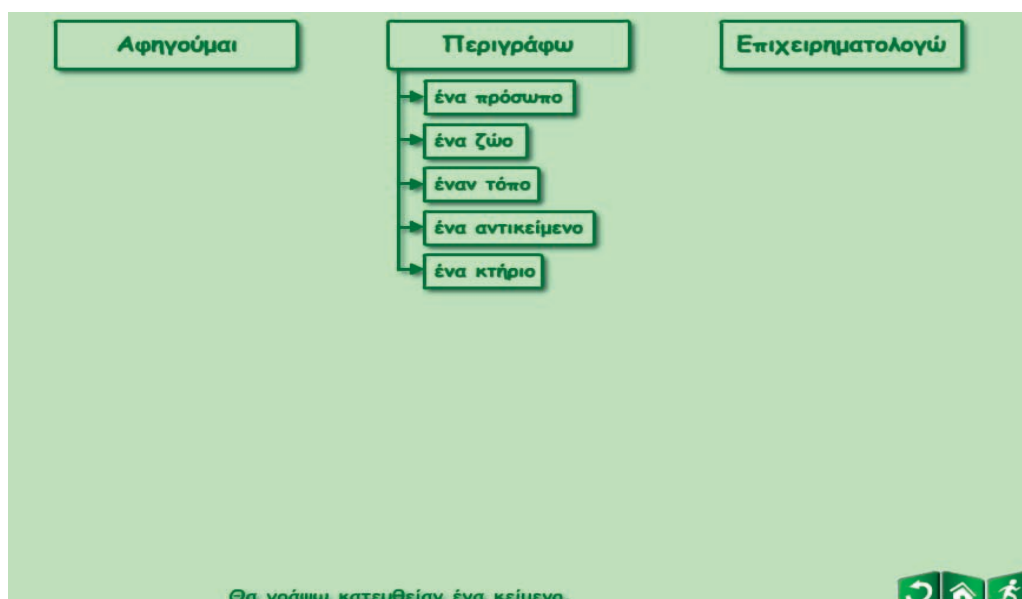 Αφηγούμαι
Περιγράφω
Επιχειρηματολογώ
ένα πρόσωπο
ένα ζώο
έναν τόπο
ένα αντικείμενο
ένα κτήριο
Θα γράψω κατευθείαν ένα κείμενο